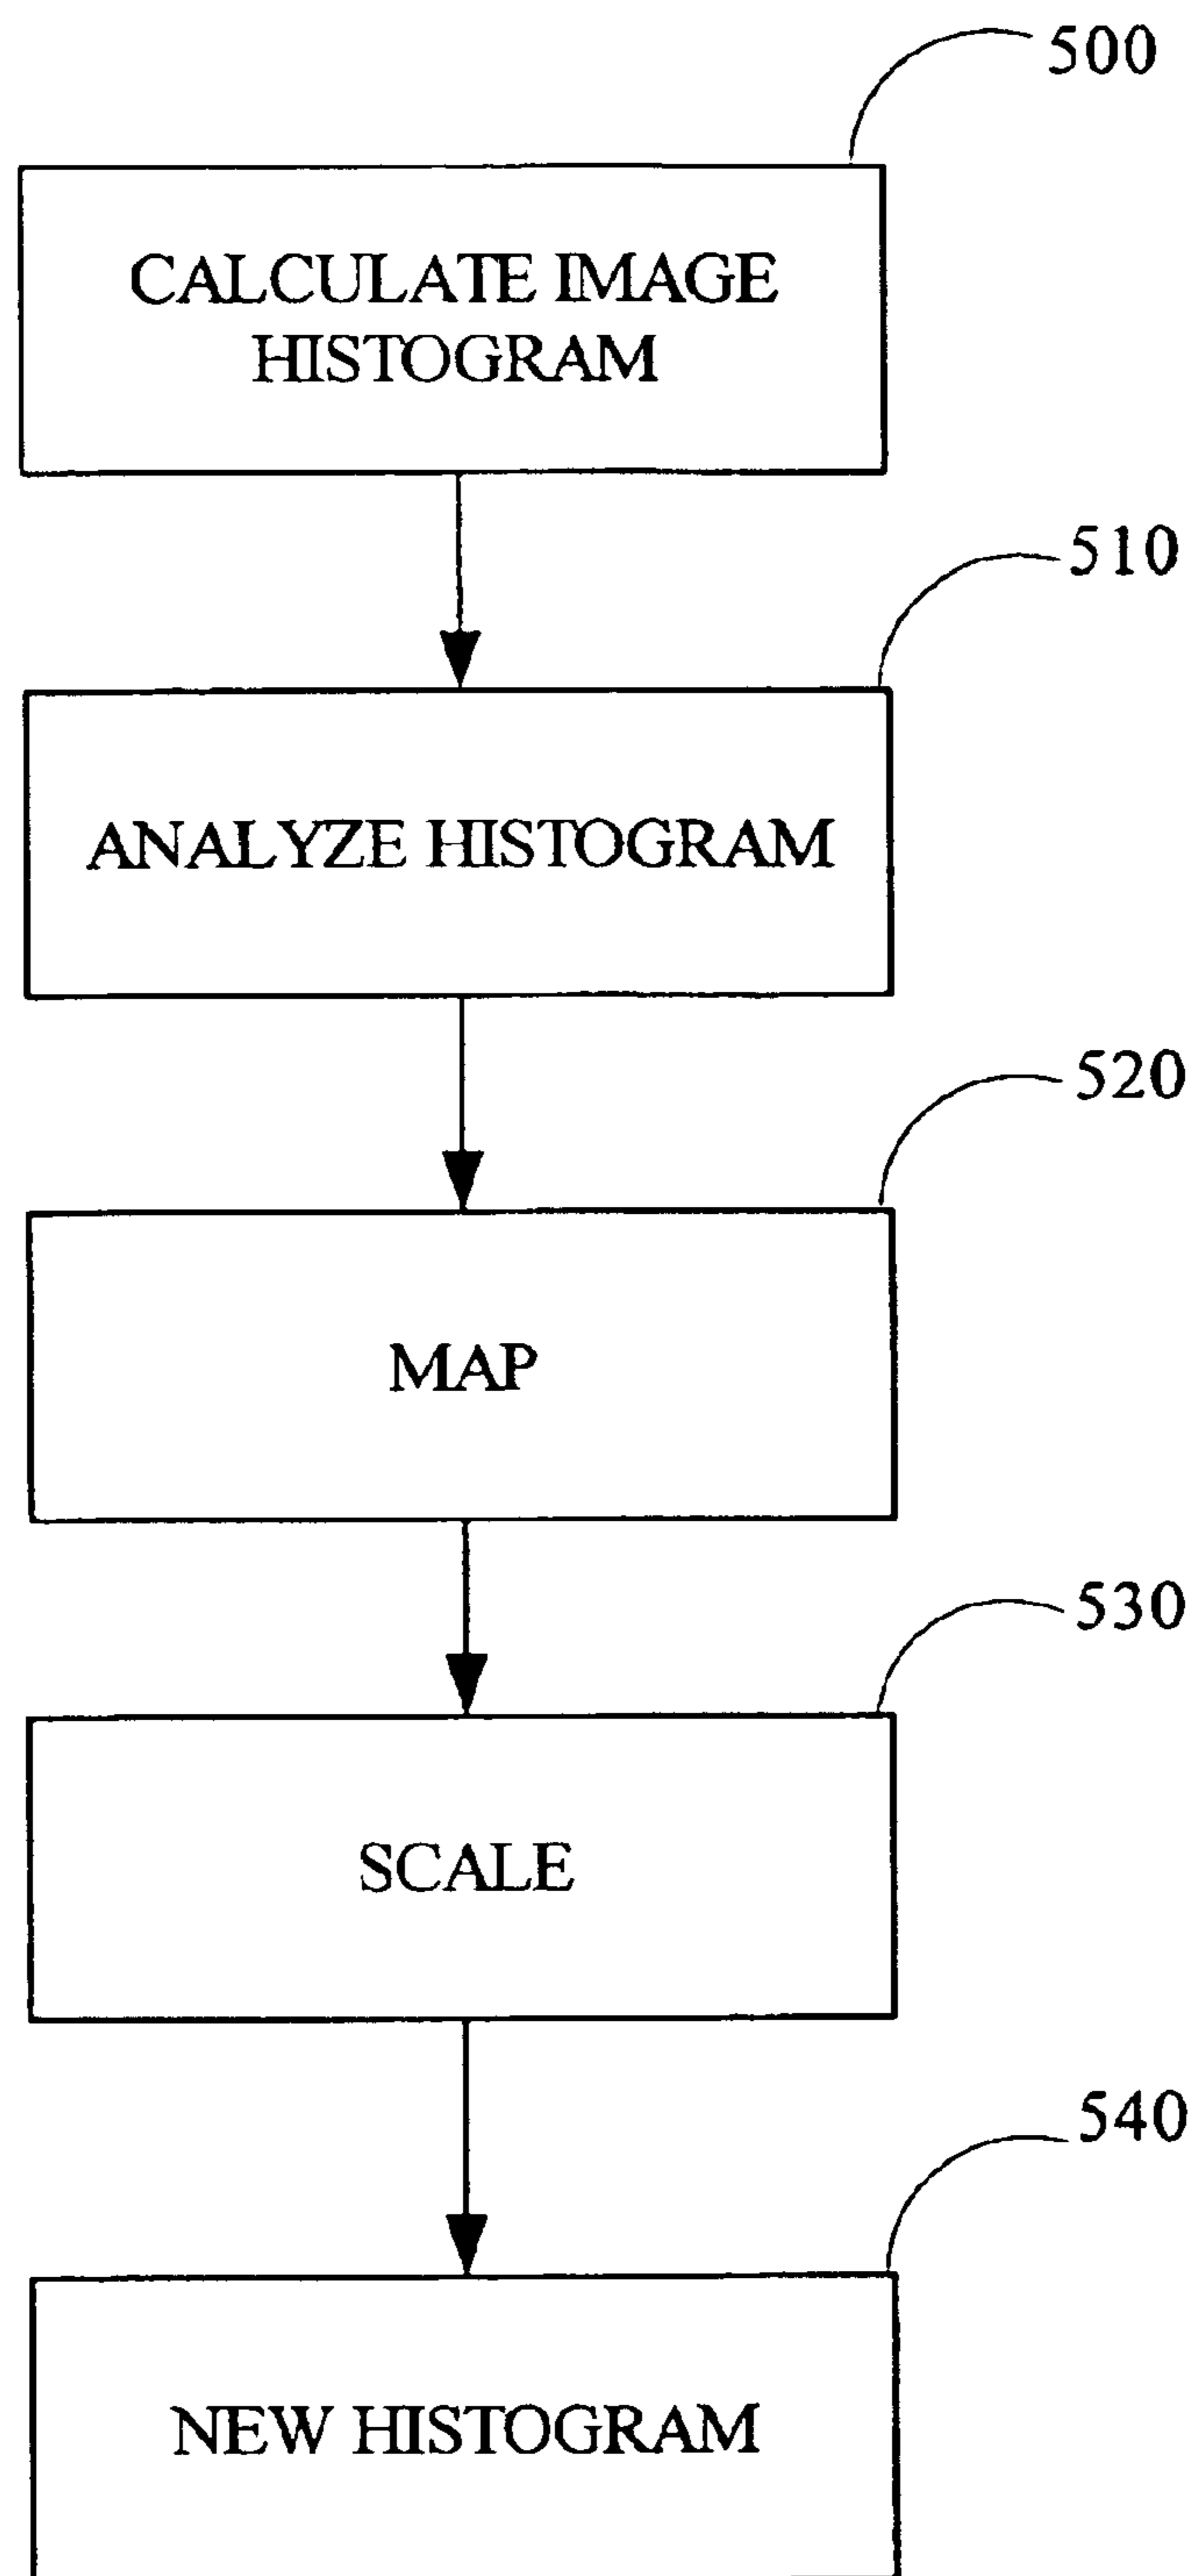 500
CALCULATE IMAGE
HISTOGRAM
510
ANALYZE HISTOGRAM
520
MAP
530
SCALE
540
NEW HISTOGRAM